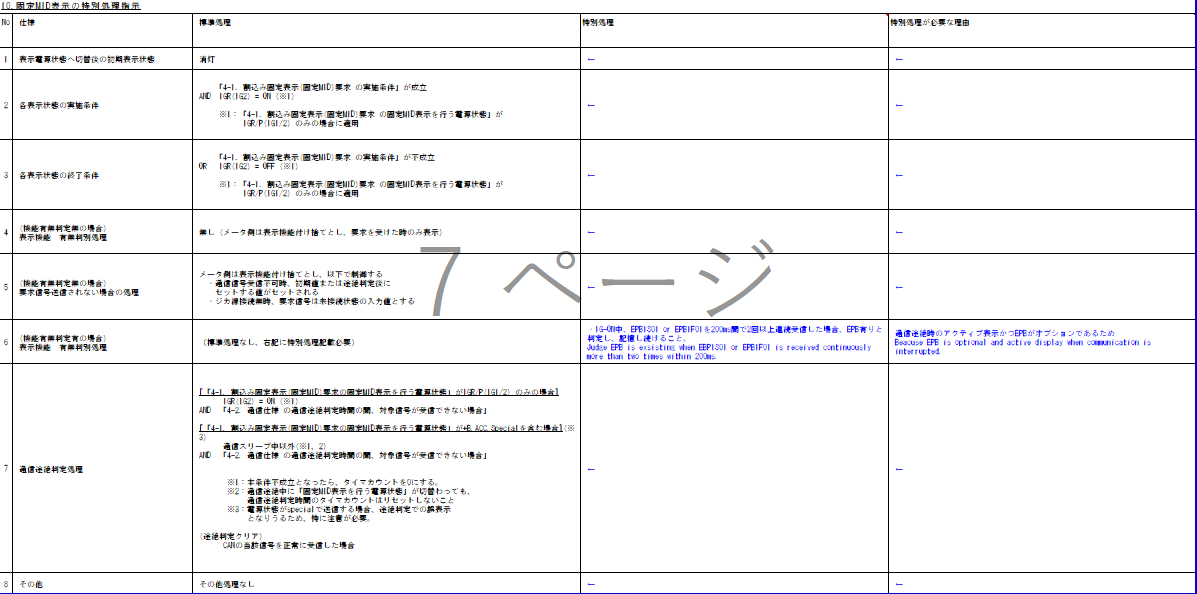 10.固定MID表示の特別処理指示
No 仕様 標準処理 特別処理 特別処理が必要な理由
1 表示電源状態へ切替後の初期表示状態 消灯 ← ←
2 各表示状態の実施条件
「4-1. 割込み固定表示(固定MID)要求 の実施条件」が成立
AND IGR(IG2) = ON (※1)
※1:「4-1. 割込み固定表示(固定MID)要求 の固定MID表示を行う電源状態」が
IGR/P(IG1/2) のみの場合に適用
← ←
3 各表示状態の終了条件
「4-1. 割込み固定表示(固定MID)要求 の実施条件」が不成立
OR IGR(IG2) = OFF (※1)
※1:「4-1. 割込み固定表示(固定MID)要求 の固定MID表示を行う電源状態」が
IGR/P(IG1/2) のみの場合に適用
← ←
4 (機能有無判定無の場合)
表示機能 有無判別処理
無し (メータ側は表示機能付け捨てとし、要求を受けた時のみ表示)
← ←
5 (機能有無判定無の場合)
要求信号送信されない場合の処理
メータ側は表示機能付け捨てとし、以下で制御する
・通信信号受信不可時、初期値または途絶判定後に
セットする値がセットされる
・ジカ線接続無時、要求信号は未接続状態の入力値とする
← ←
6 (機能有無判定有の場合)
表示機能 有無判別処理
(標準処理なし、右記に特別処理記載必要)
・IG-ON中、EPBIS01 or EPBIF01を200ms間で2回以上連続受信した場合、EPB有りと
判定し、記憶し続けること。
Judge EPB is exsisting when EBPIS01 or EPBIF01 is received continuously
more than two times within 200ms.
通信途絶時のアクティブ表示かつEPBがオプションであるため
Beacuse EPB is optional and active display when communication is
interrupted.
7 通信途絶判定処理
[「4-1. 割込み固定表示(固定MID)要求の固定MID表示を行う電源状態」がIGR/P(IG1/2) のみの場合]
IGR(IG2) = ON (※1)
AND 「4-2. 通信仕様 の通信途絶判定時間の間、対象信号が受信できない場合」
[「4-1. 割込み固定表示(固定MID)要求の固定MID表示を行う電源状態」が+B,ACC,Specialを含む場合](※
3)
通信スリープ中以外(※1、2)
AND 「4-2. 通信仕様 の通信途絶判定時間の間、対象信号が受信できない場合」
※1:本条件不成立となったら、タイマカウントを0にする。
※2:通信途絶中に「固定MID表示を行う電源状態」が切替わっても、
通信途絶判定時間のタイマカウントはリセットしないこと
※3:電源状態がspecialで送信する場合、途絶判定での誤表示
となりうるため、特に注意が必要。
(途絶判定クリア)
CANの当該信号を正常に受信した場合
← ←
8 その他 その他処理なし ← ←
7 ページ